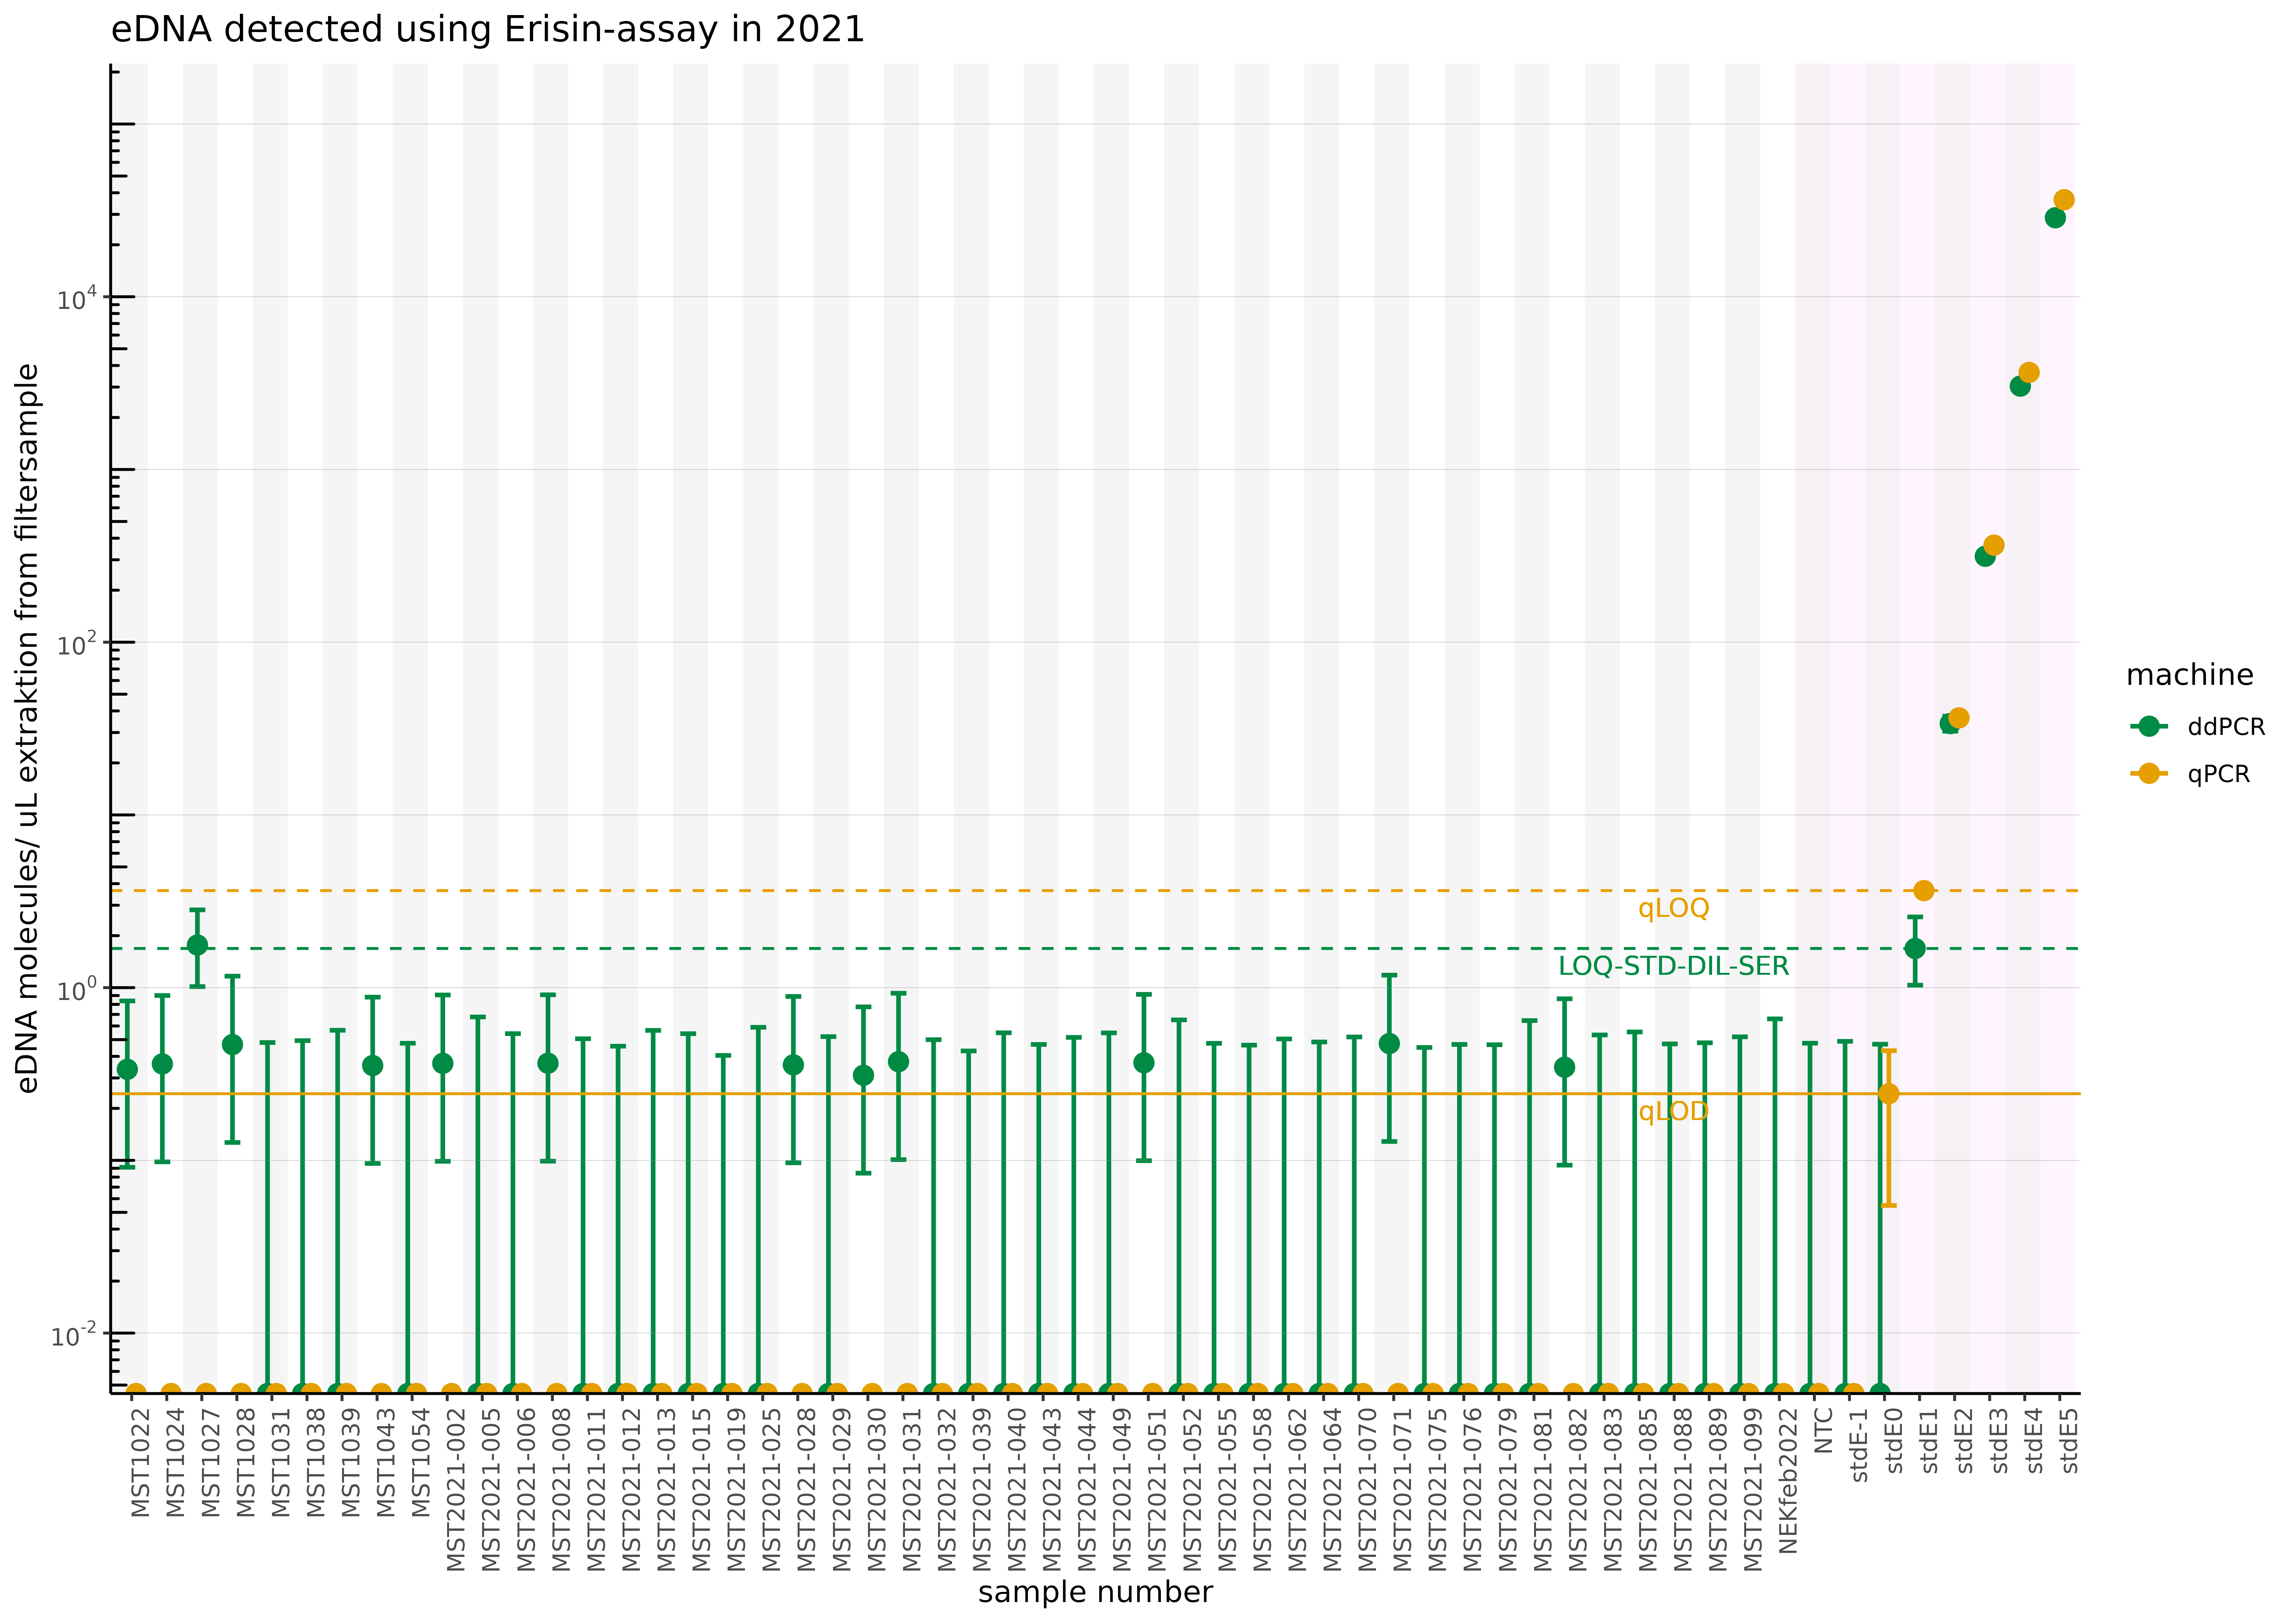 eDNA detected using Erisin-assay in 2021
eDNA molecules/ uL extraktion from filtersample
10^4
10^2
10^0
10^-2
qLOQ
LOQ-STD-DIL-SER
qLOD
machine
ddPCR
qPCR
MST1022
MST1024
MST1027
MST1028
MST1031
MST1038
MST1039
MST1043
MST1054
MST2021-002
MST2021-005
MST2021-006
MST2021-008
MST2021-011
MST2021-012
MST2021-013
MST2021-015
MST2021-019
MST2021-025
MST2021-028
MST2021-029
MST2021-030
MST2021-031
MST2021-032
MST2021-039
MST2021-040
MST2021-043
MST2021-044
MST2021-049
MST2021-051
MST2021-052
MST2021-055
MST2021-058
MST2021-062
MST2021-064
MST2021-070
MST2021-071
MST2021-075
MST2021-076
MST2021-079
MST2021-081
MST2021-082
MST2021-083
MST2021-085
MST2021-088
MST2021-089
MST2021-099
NEKfeb2022
NTC
stdE-1
stdE0
stdE1
stdE2
stdE3
stdE4
stdE5
sample number